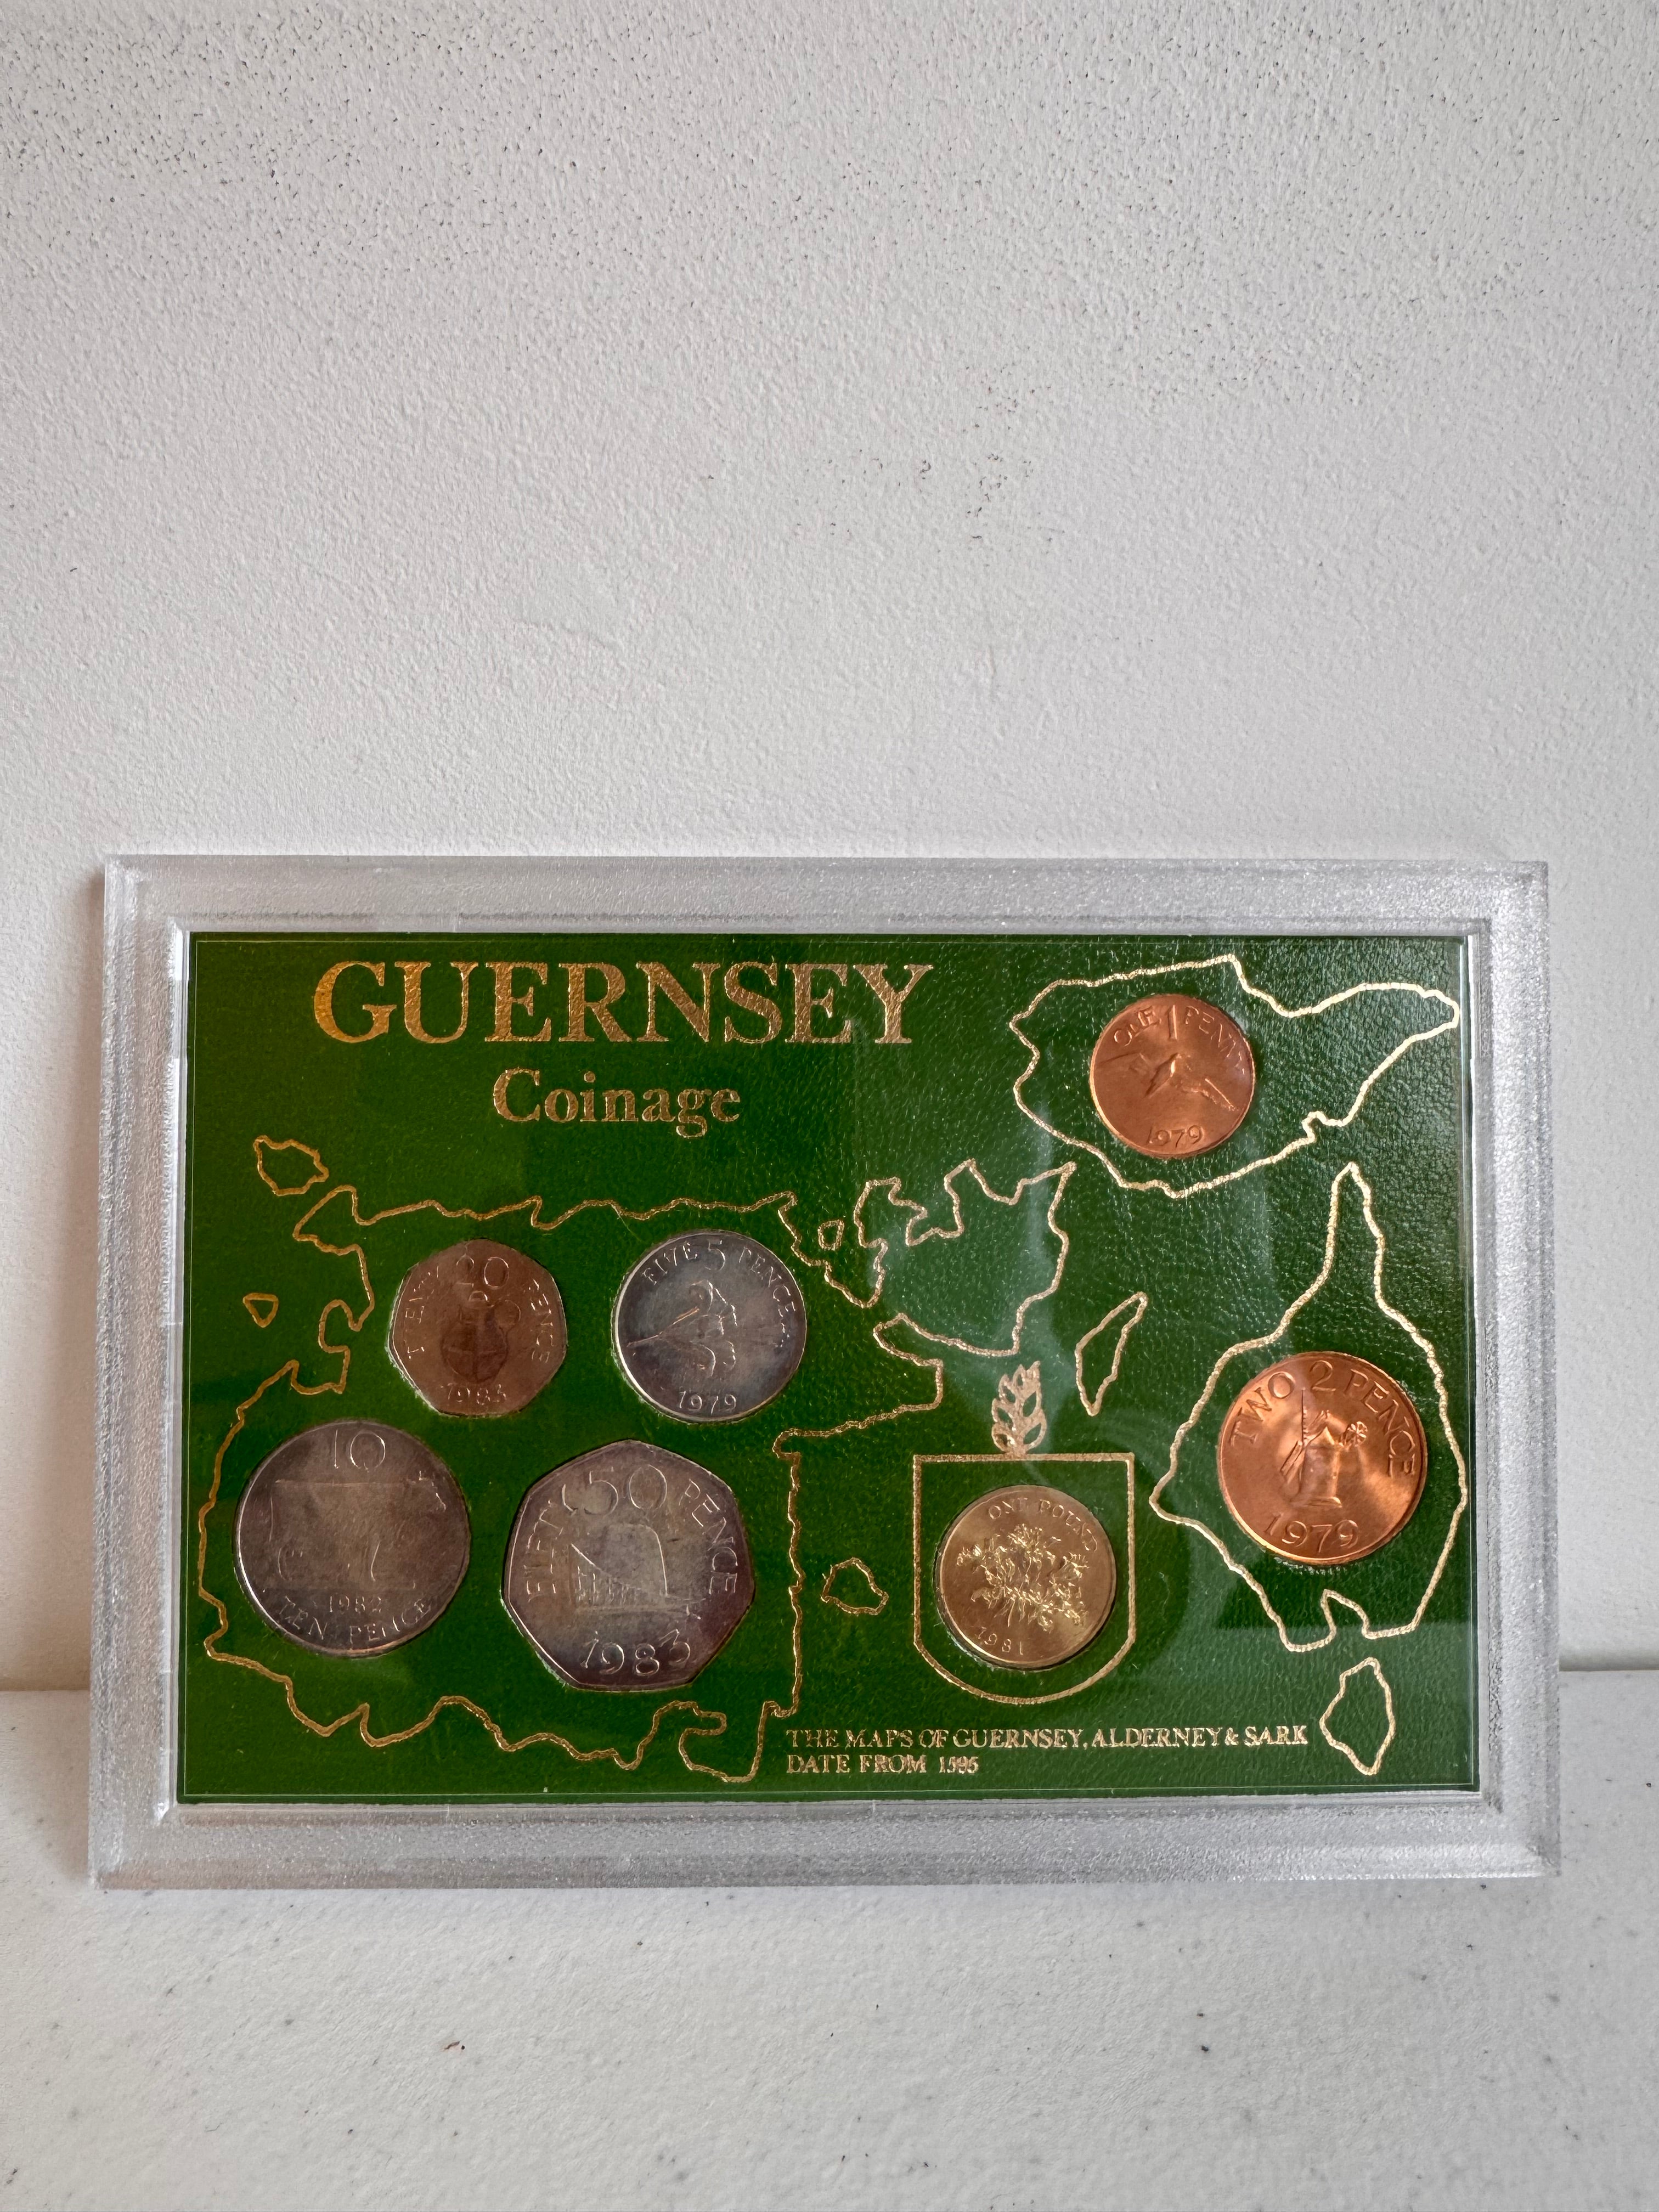 GUERNSEY
Coinage
ONE 1 PENNY
1979
TWENTY 20 PENCE
1983
FIVE 5 PENCE
1979
10
1982
TEN PENCE
FIFTY 50 PENCE
1983
ONE POUND
1981
TWO 2 PENCE
1979
THE MAPS OF GUERNSEY, ALDERNEY & SARK
DATE FROM 1595